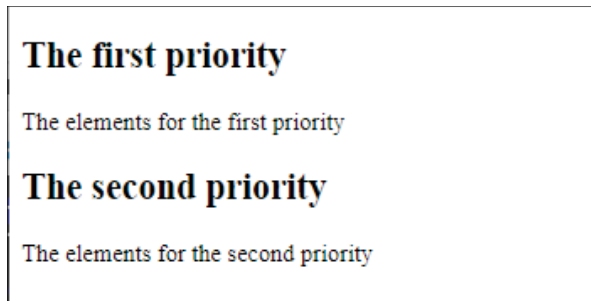 The first priority
The elements for the first priority
The second priority
The elements for the second priority